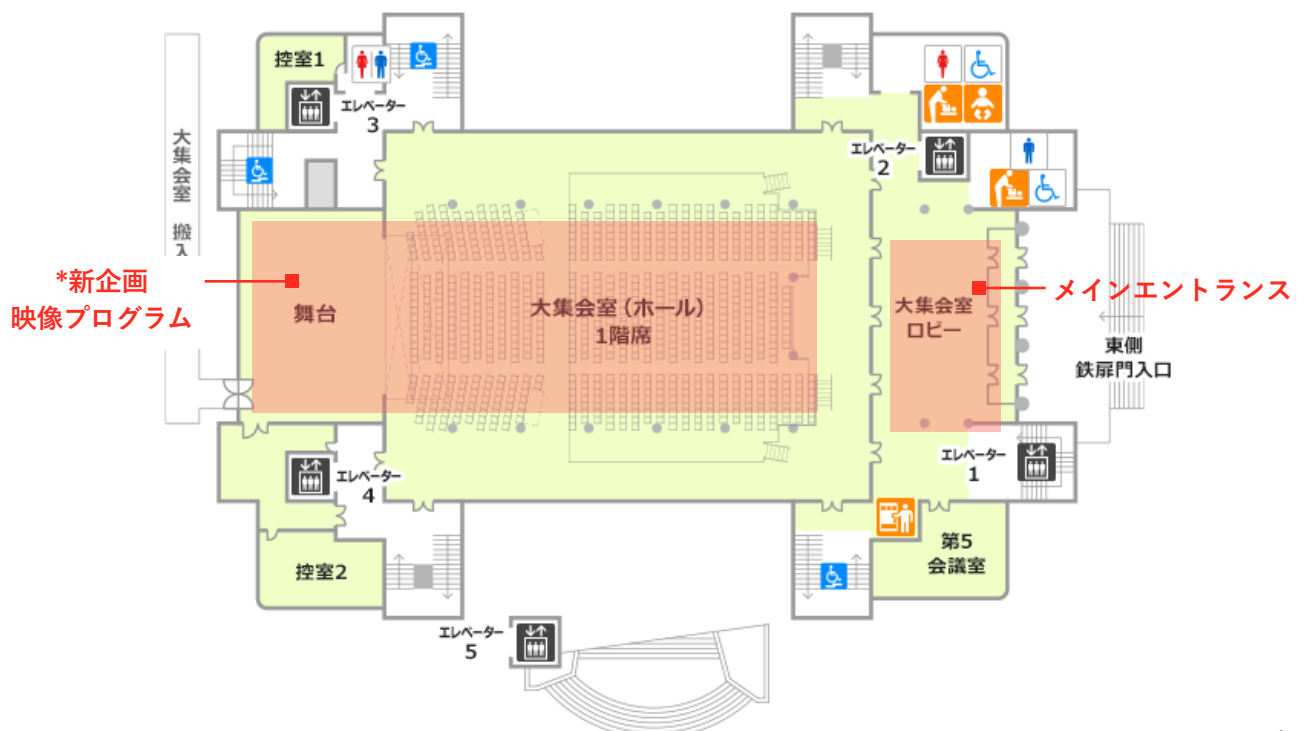 控室1
エレベーター
3
大集会室 搬入
エレベーター
2
*新企画
映像プログラム
舞台
大集会室（ホール）
1階席
大集会室
ロビー
メインエントランス
東側
鉄扉門入口
エレベーター
4
エレベーター
1
控室2
第5
会議室
エレベーター
5